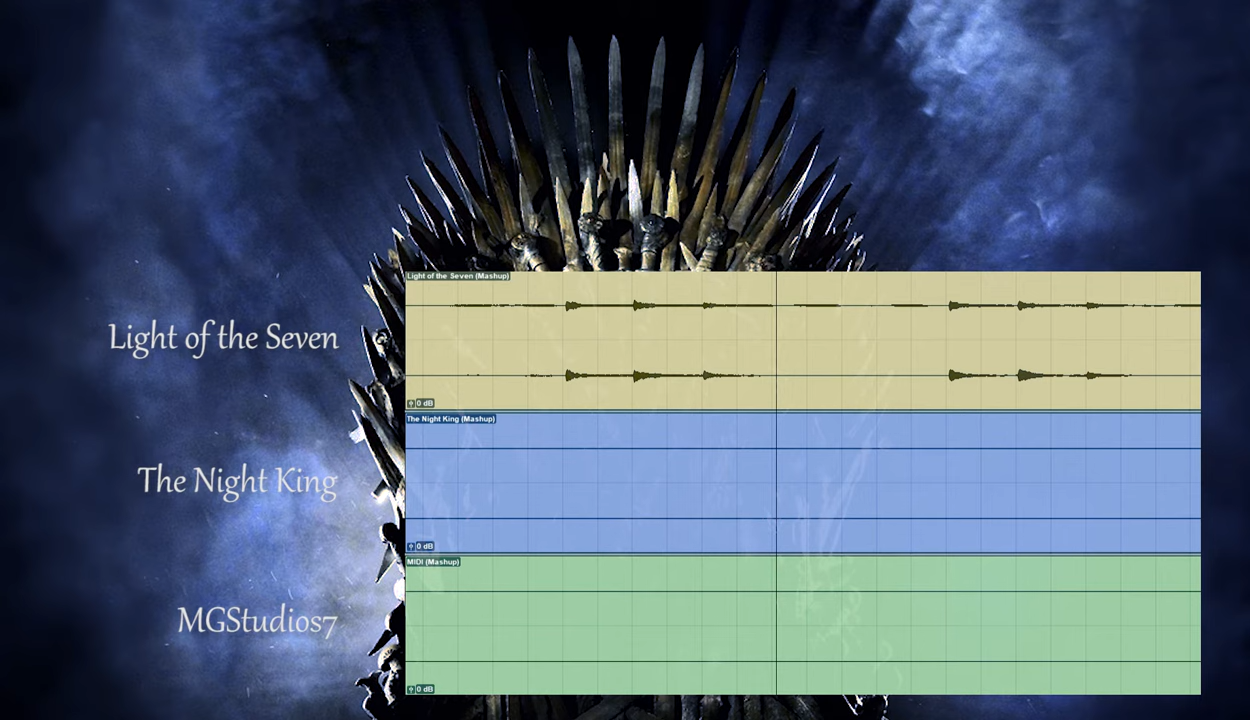 Light of the Seven (Mashup)
Light of the Seven
0 dB
The Night King (Mashup)
The Night King
0 dB
MIDI (Mashup)
MGStudios7
0 dB